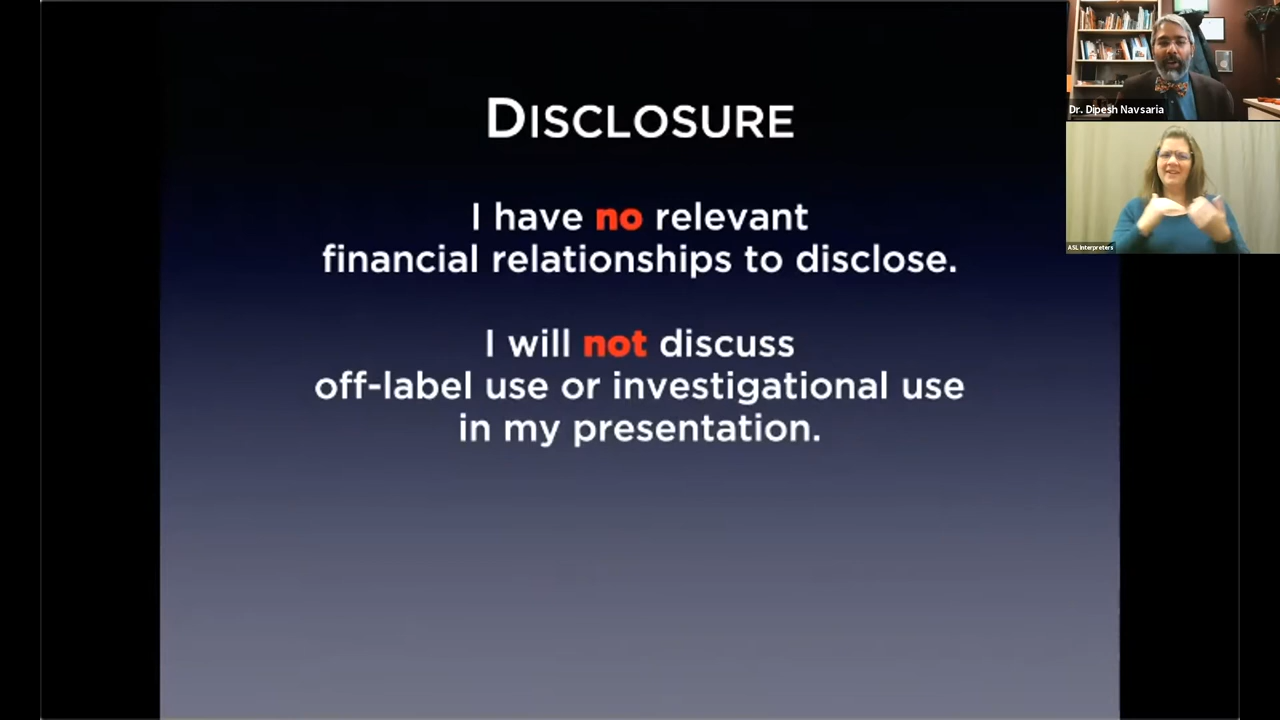 DISCLOSURE
I have no relevant
financial relationships to disclose.
I will not discuss
off-label use or investigational use
in my presentation.
Dr. Dipesh Navsaria
ASL Interpreters